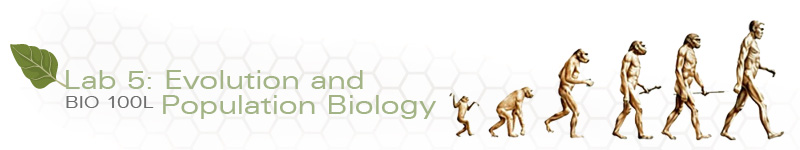 Lab 5: Evolution and
BIO 100L Population Biology